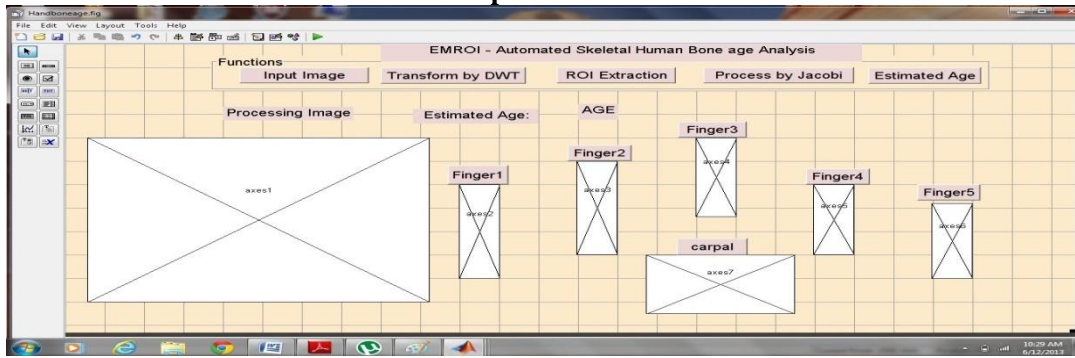 Handboneage.fig
File Edit View Layout Tools Help
EMROI - Automated Skeletal Human Bone age Analysis
Functions
Input Image Transform by DWT ROI Extraction Process by Jacobi Estimated Age
Processing Image Estimated Age: AGE
Finger3
axes4
Finger2
axes3
Finger1
axes2
Finger4
axes5
Finger5
axes6
axes1
carpal
axes7
10:29 AM
6/12/2013